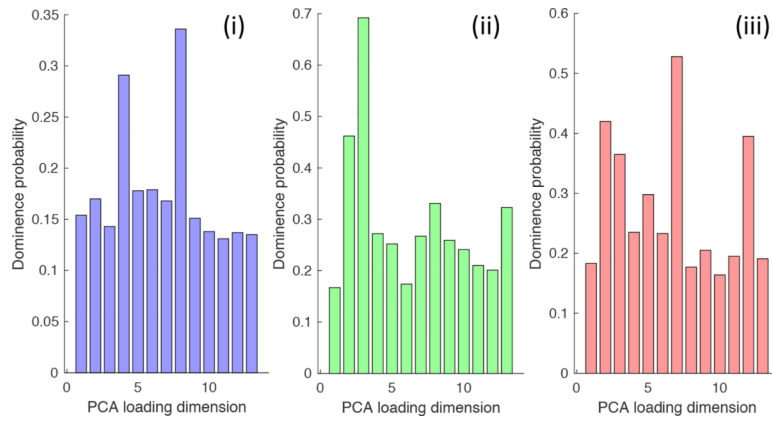 (i)
0.35
0.3
0.25
0.2
0.15
0.1
0.05
0
Dominence probability
0 5 10
PCA loading dimension
(ii)
0.7
0.6
0.5
0.4
0.3
0.2
0.1
0
Dominence probability
0 5 10
PCA loading dimension
(iii)
0.6
0.5
0.4
0.3
0.2
0.1
0
Dominence probability
0 5 10
PCA loading dimension